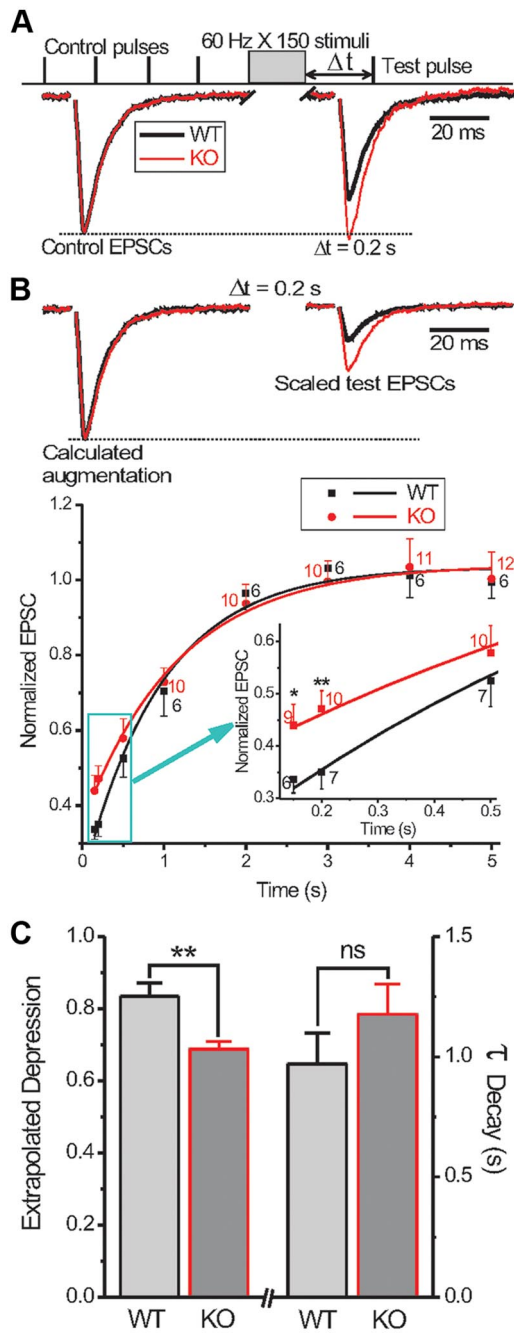 A
Control pulses
60 Hz X 150 stimuli
Δt
Test pulse
WT
KO
20 ms
Control EPSCs
Δt = 0.2 s
B
Δt = 0.2 s
20 ms
Scaled test EPSCs
Calculated
augmentation
1.2
1.0
0.8
0.6
0.4
Normalized EPSC
WT
KO
10
6
6
10
10
6
11
6
12
6
0.6
0.5
0.4
0.3
Normalized EPSC
*
**
9
10
10
6
7
7
0.2
0.3
0.4
0.5
Time (s)
0
1
2
3
4
5
Time (s)
C
1.0
0.8
0.6
0.4
0.2
0.0
Extrapolated Depression
**
ns
1.5
1.0
0.5
0.0
τ Decay (s)
WT
KO
WT
KO